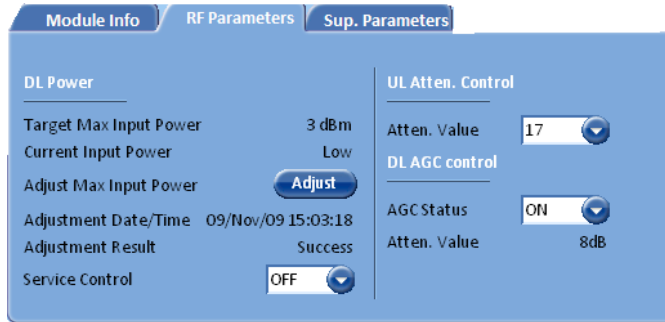 Module Info RF Parameters Sup. Parameters
DL Power
Target Max Input Power 3 dBm
Current Input Power Low
Adjust Max Input Power Adjust
Adjustment Date/Time 09/Nov/09 15:03:18
Adjustment Result Success
Service Control OFF
UL Atten. Control
Atten. Value 17
DL AGC control
AGC Status ON
Atten. Value 8dB